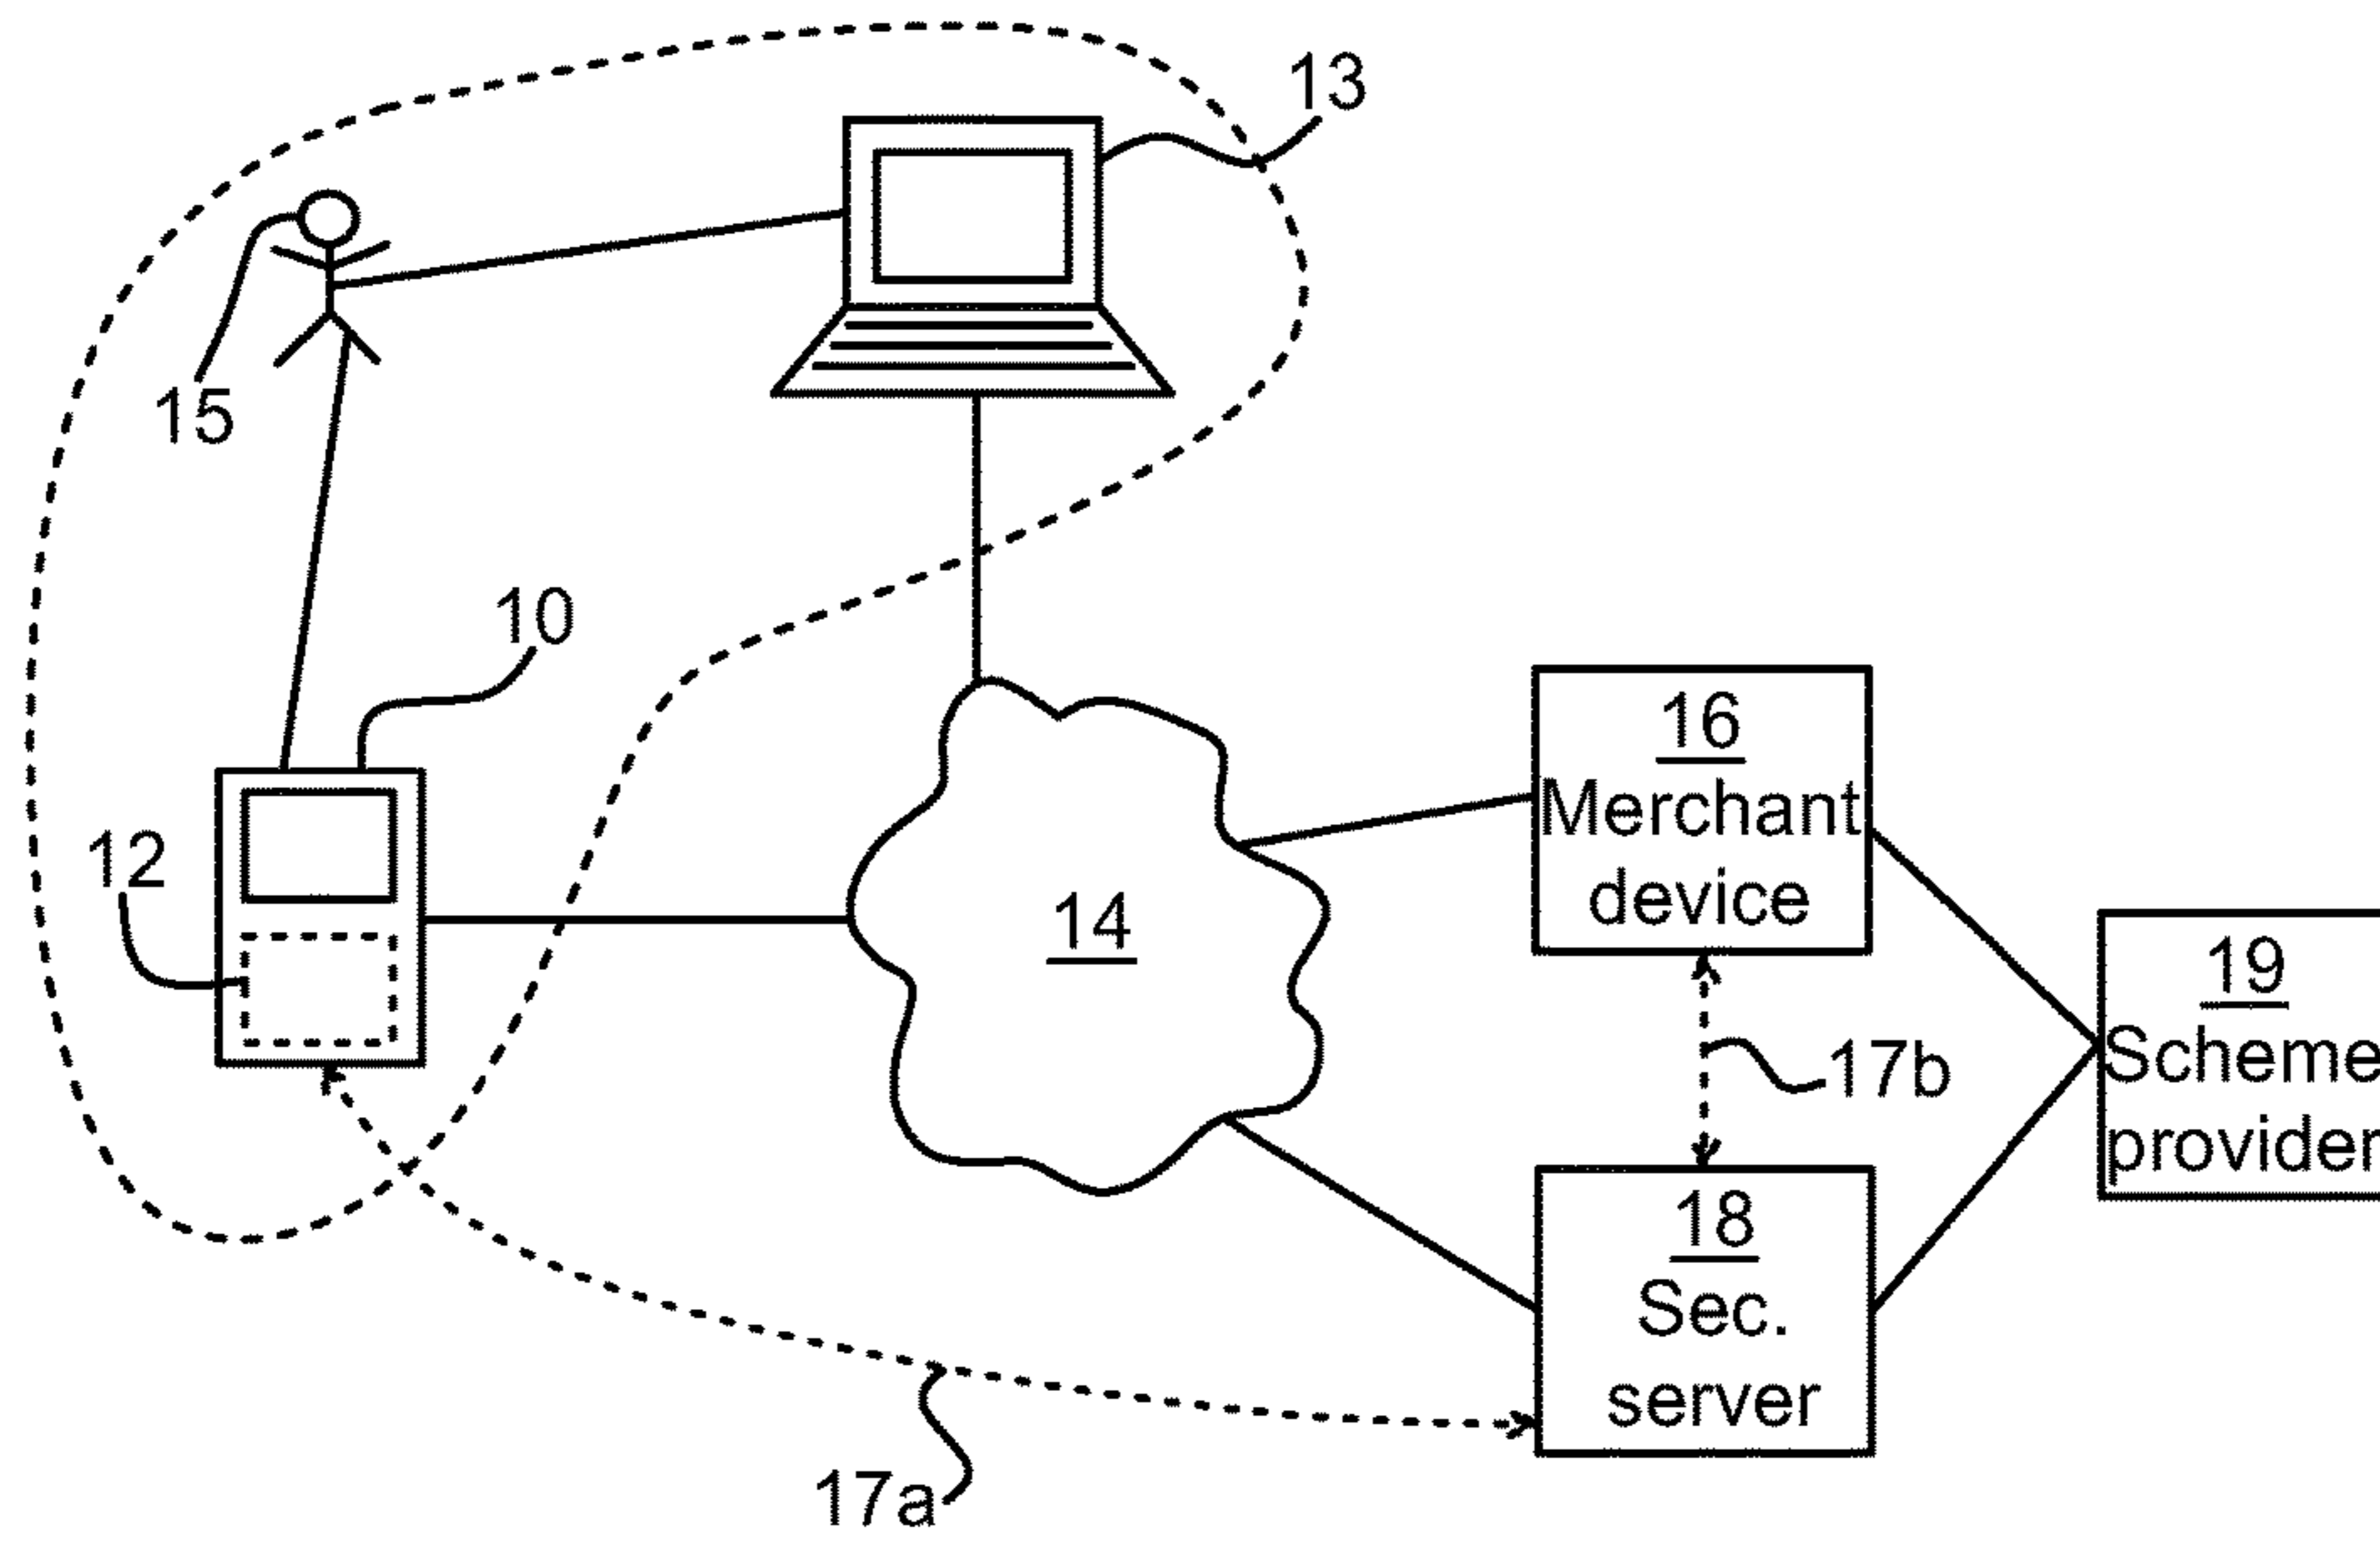 13
15
10
12
14
16
Merchant
device
19
Scheme
provider
17b
18
Sec.
server
17a